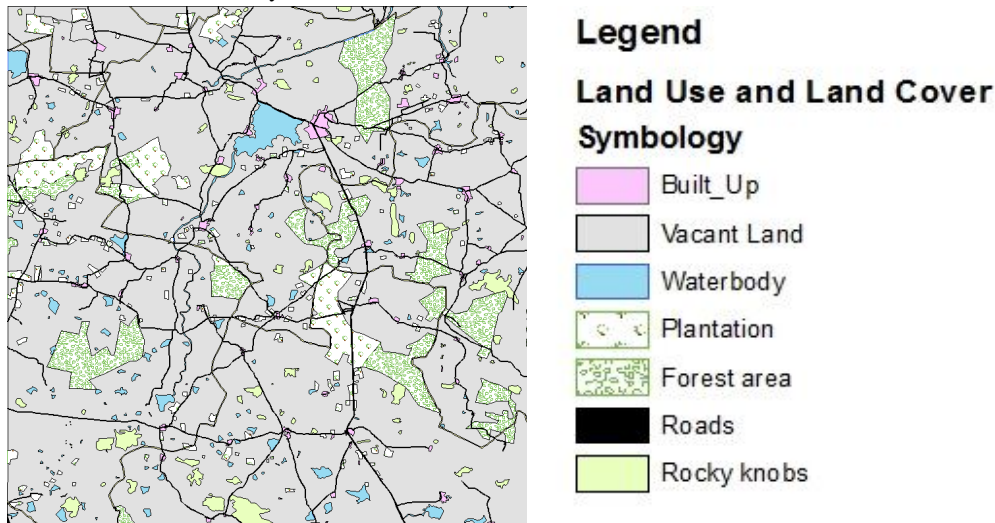 Legend
Land Use and Land Cover
Symbology
Built_Up
Vacant Land
Waterbody
Plantation
Forest area
Roads
Rocky knobs